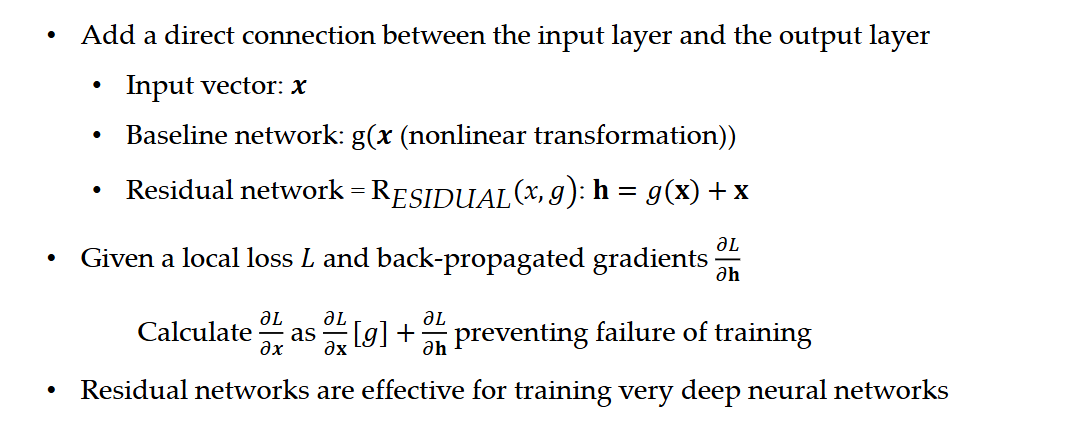 • Add a direct connection between the input layer and the output layer
• Input vector: x
• Baseline network: g(x (nonlinear transformation))
• Residual network = R_{ESIDUAL}(x, g): h = g(x) + x
• Given a local loss L and back-propagated gradients ∂L/∂h
Calculate ∂L/∂x as ∂L/∂x [g] + ∂L/∂h preventing failure of training
• Residual networks are effective for training very deep neural networks